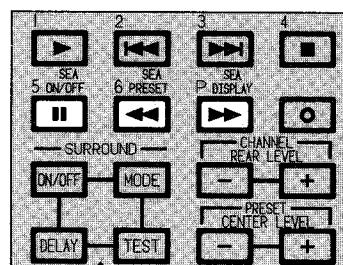 1 2 3 4
SEA SEA SEA
5 ON/OFF 6 PRESET P DISPLAY
SURROUND CHANNEL
REAR LEVEL
ON/OFF MODE - +
PRESET
CENTER LEVEL
DELAY TEST - +